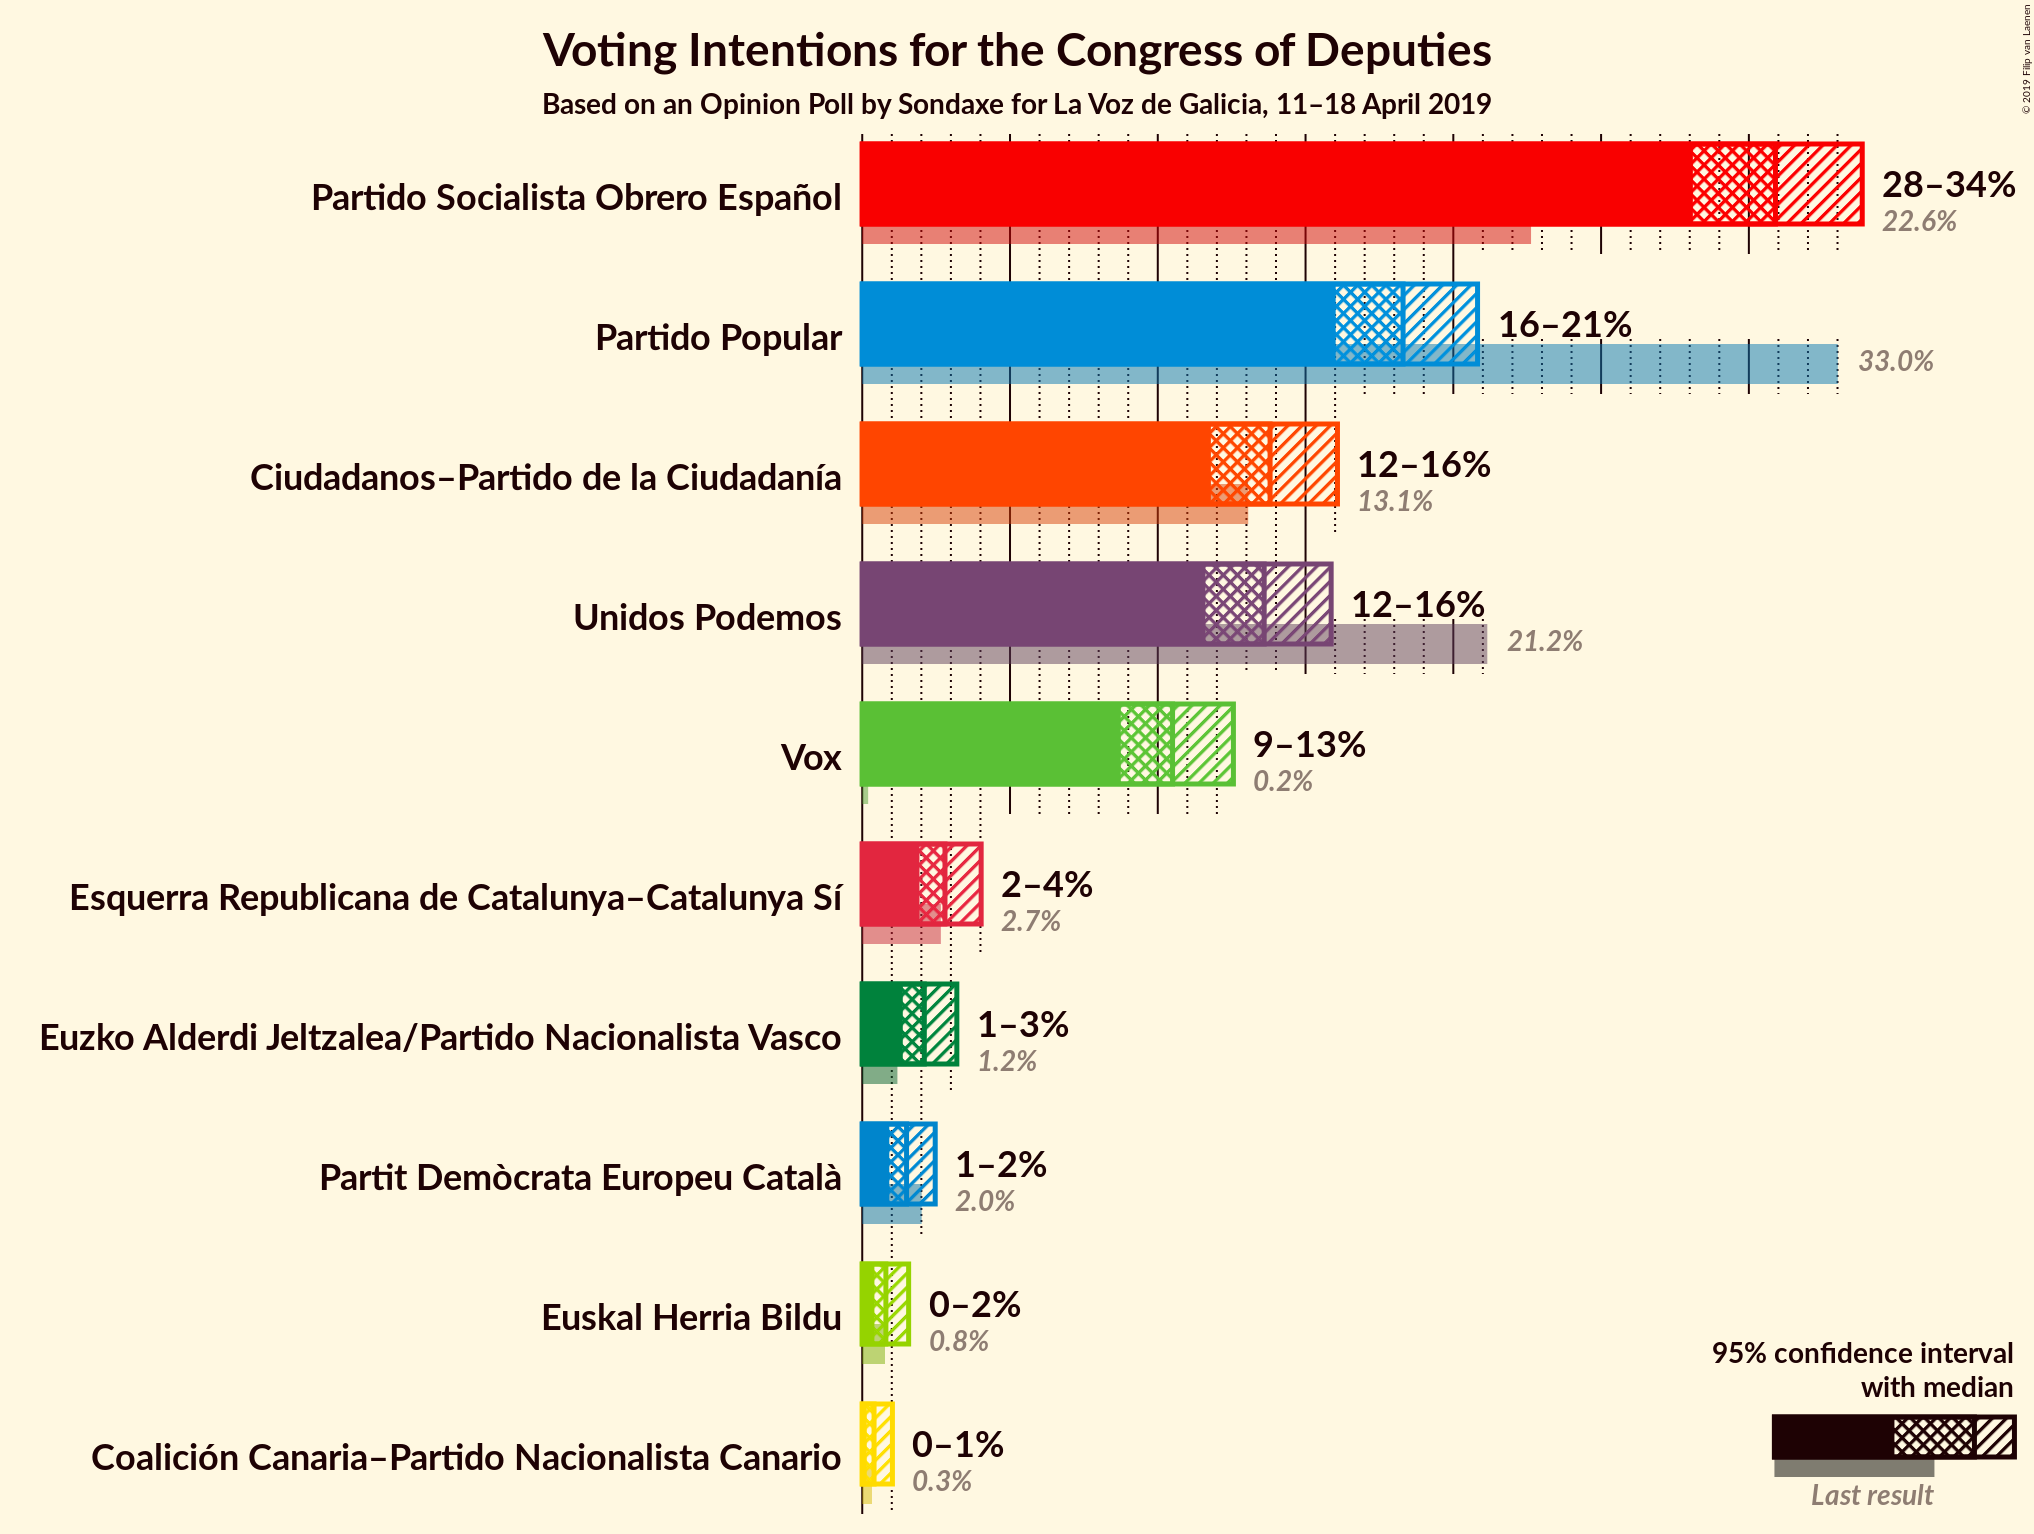 Voting Intentions for the Congress of Deputies
Based on an Opinion Poll by Sondaxe for La Voz de Galicia, 11–18 April 2019
© 2019 Filip van Laenen
Partido Socialista Obrero Español
28–34%
22.6%
Partido Popular
16–21%
33.0%
Ciudadanos–Partido de la Ciudadanía
12–16%
13.1%
Unidos Podemos
12–16%
21.2%
Vox
9–13%
0.2%
Esquerra Republicana de Catalunya–Catalunya Sí
2–4%
2.7%
Euzko Alderdi Jeltzalea/Partido Nacionalista Vasco
1–3%
1.2%
Partit Demòcrata Europeu Català
1–2%
2.0%
Euskal Herria Bildu
0–2%
0.8%
Coalición Canaria–Partido Nacionalista Canario
0–1%
0.3%
95% confidence interval
with median
Last result